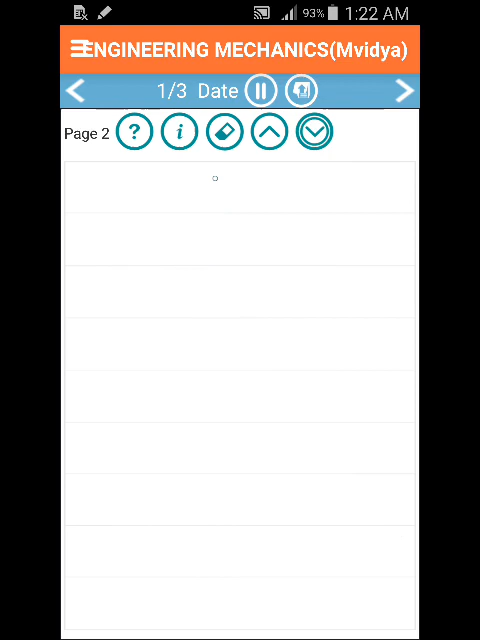 93% 1:22 AM
ENGINEERING MECHANICS(Mvidya)
1/3 Date
Page 2 ? i